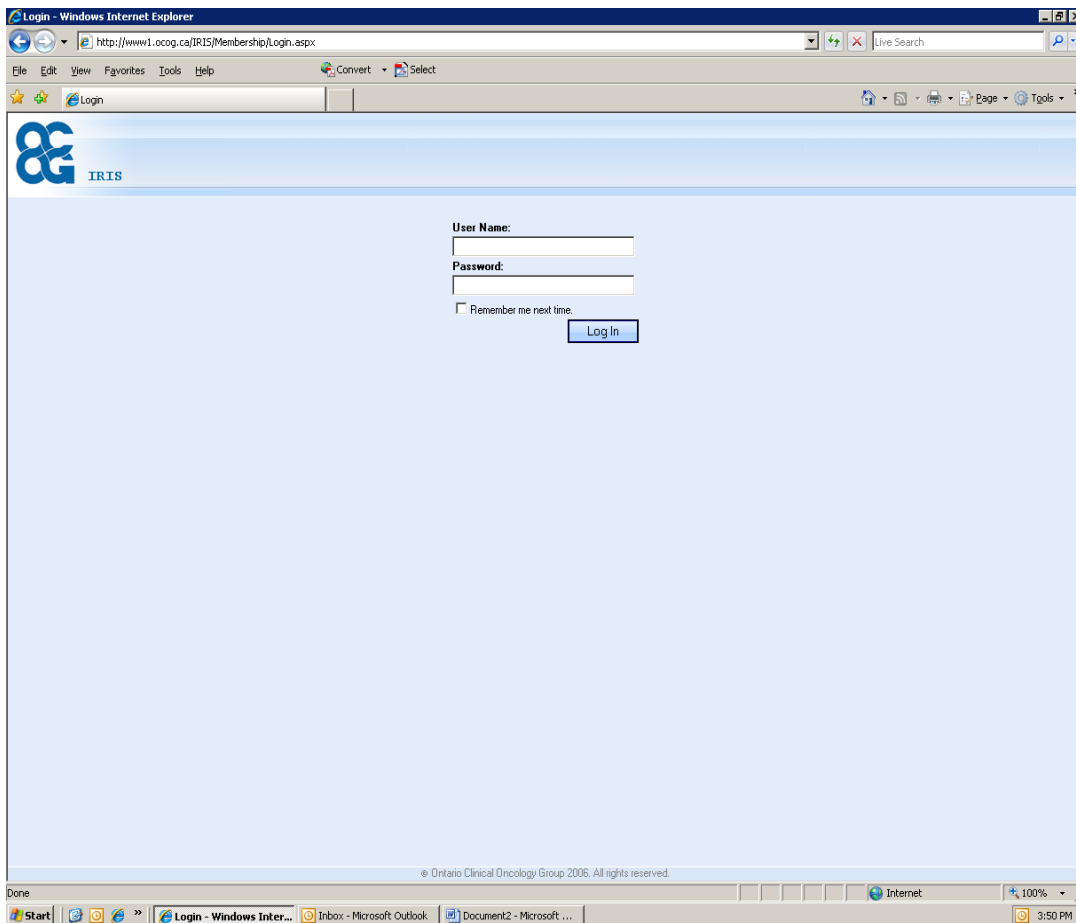 Login - Windows Internet Explorer
http://www1.ocog.ca/IRIS/Membership/Login.aspx
Live Search
File Edit View Favorites Tools Help
Convert Select
Login
Page Tools
OCOG
IRIS
User Name:
Password:
Remember me next time.
Log In
© Ontario Clinical Oncology Group 2006. All rights reserved.
Done
Internet
100%
Start
»
Login - Windows Inter...
Inbox - Microsoft Outlook
Document2 - Microsoft ...
3:50 PM